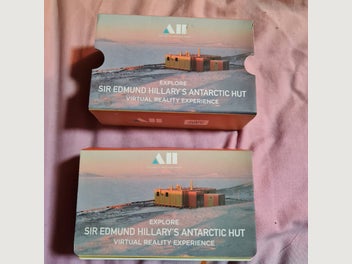 AH
EXPLORE
SIR EDMUND HILLARY'S ANTARCTIC HUT
VIRTUAL REALITY EXPERIENCE
AH
AH
EXPLORE
SIR EDMUND HILLARY'S ANTARCTIC HUT
VIRTUAL REALITY EXPERIENCE